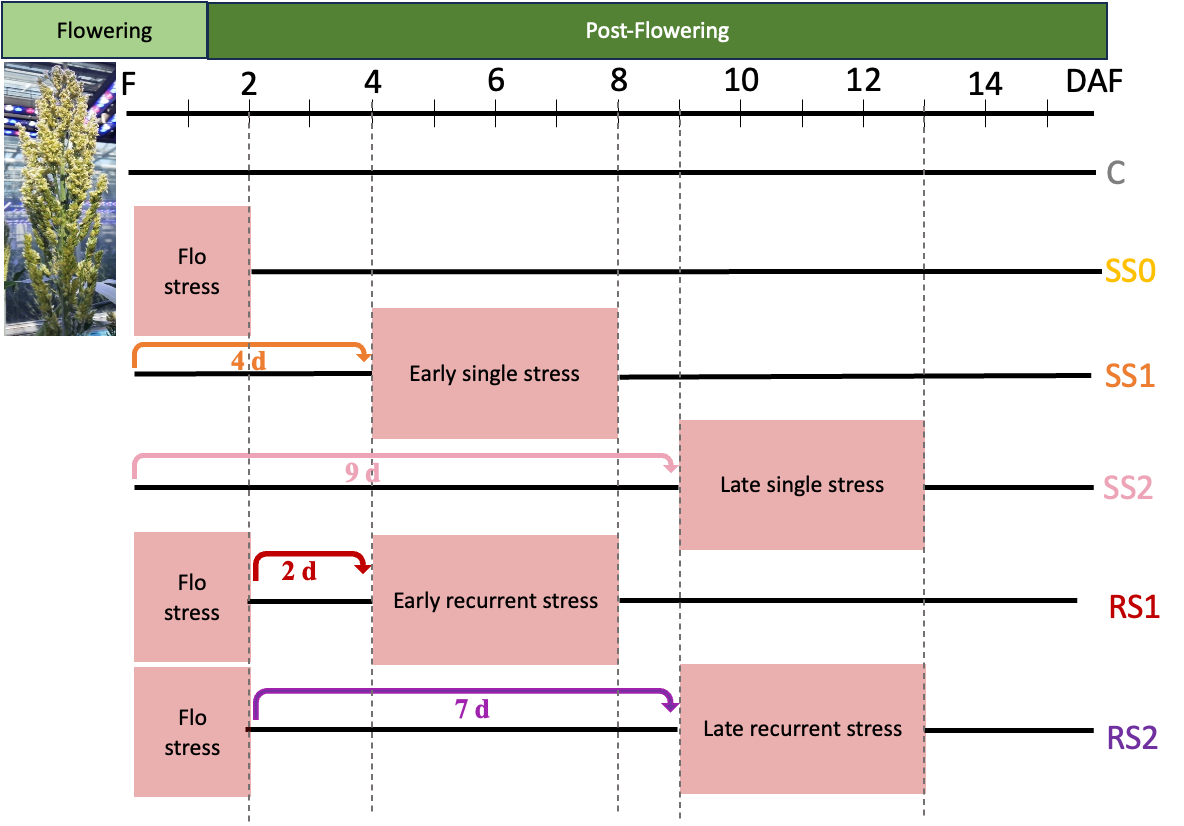 Flowering
Post-Flowering
F 2 4 6 8 10 12 14 DAF
C
Flo
stress
SS0
4 d
Early single stress
SS1
9 d
Late single stress
SS2
Flo
stress
2 d
Early recurrent stress
RS1
Flo
stress
7 d
Late recurrent stress
RS2